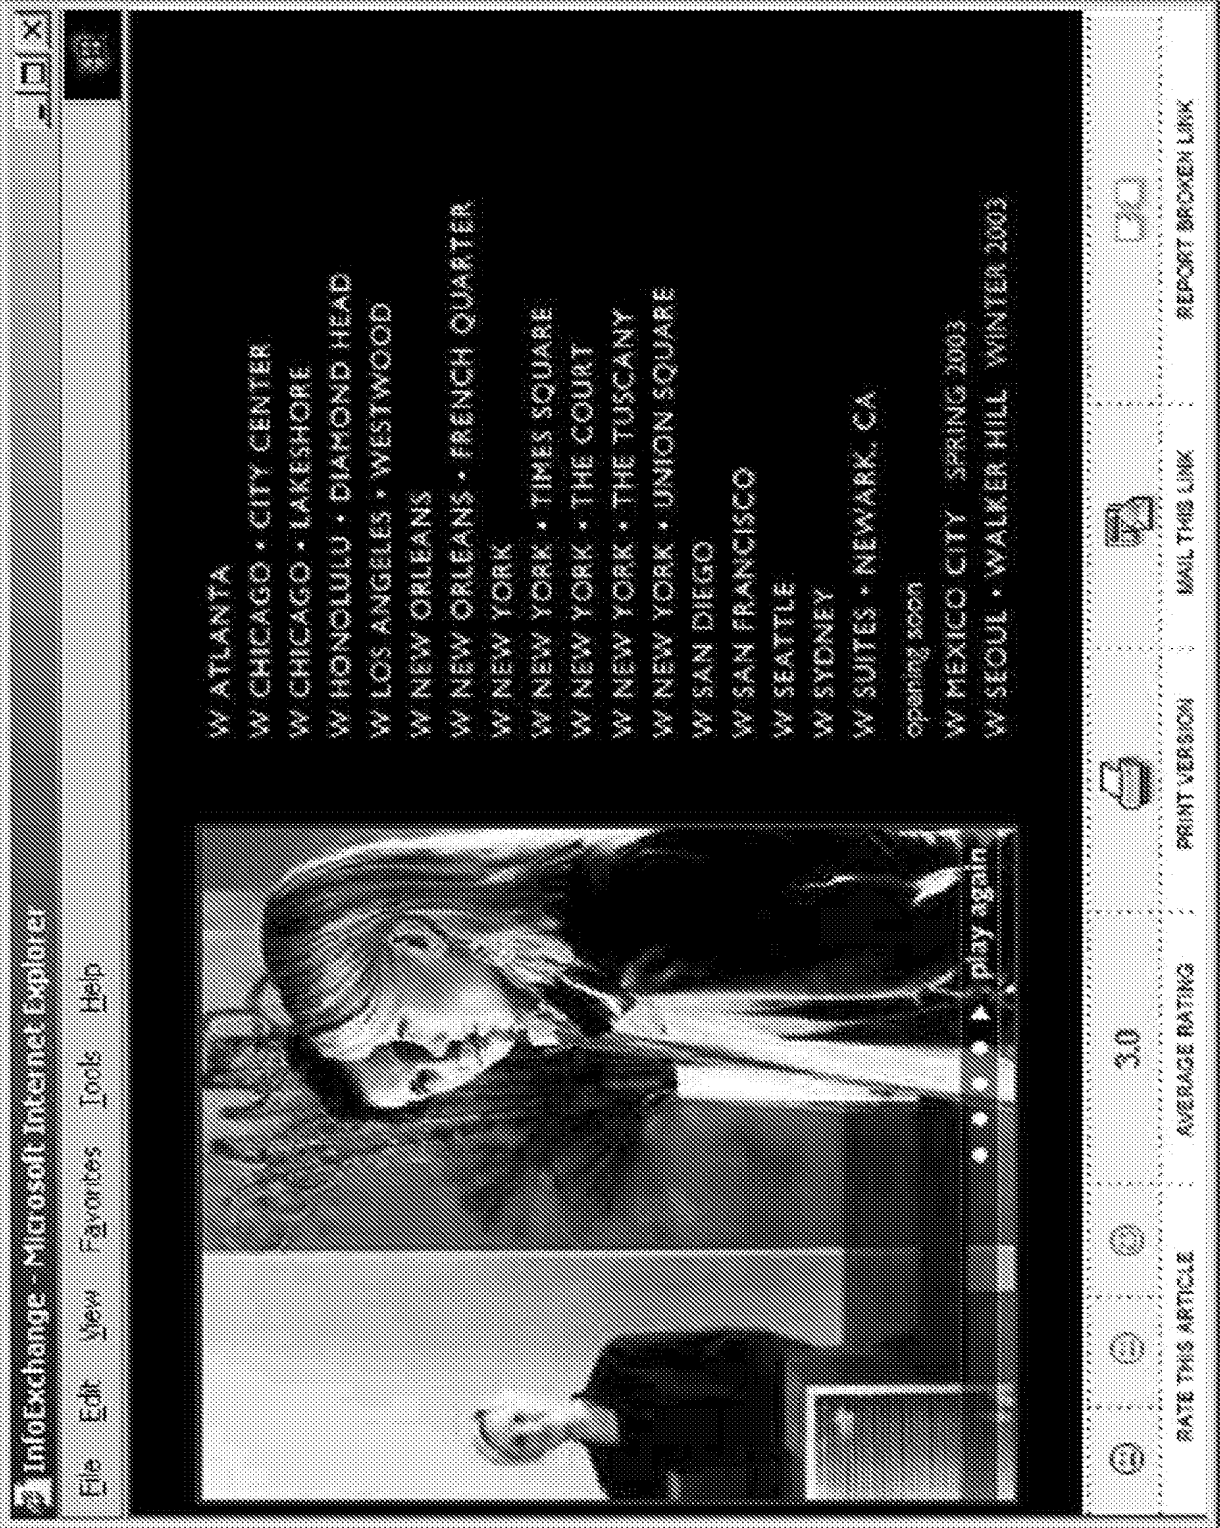 InfoExchange - Microsoft Internet Explorer
File Edit View Favorites Tools Help
W ATLANTA
W CHICAGO • CITY CENTER
W CHICAGO • LAKESHORE
W HONOLULU • DIAMOND HEAD
W LOS ANGELES • WESTWOOD
W NEW ORLEANS
W NEW ORLEANS • FRENCH QUARTER
W NEW YORK
W NEW YORK • TIMES SQUARE
W NEW YORK • THE COURT
W NEW YORK • THE TUSCANY
W NEW YORK • UNION SQUARE
W SAN DIEGO
W SAN FRANCISCO
W SEATTLE
W SYDNEY
W SUITES • NEWARK, CA
opening soon
W MEXICO CITY SPRING 2003
W SEOUL • WALKER HILL WINTER 2003
play again
3.0
RATE THIS ARTICLE AVERAGE RATING PRINT VERSION MAIL THIS LINK REPORT BROKEN LINK